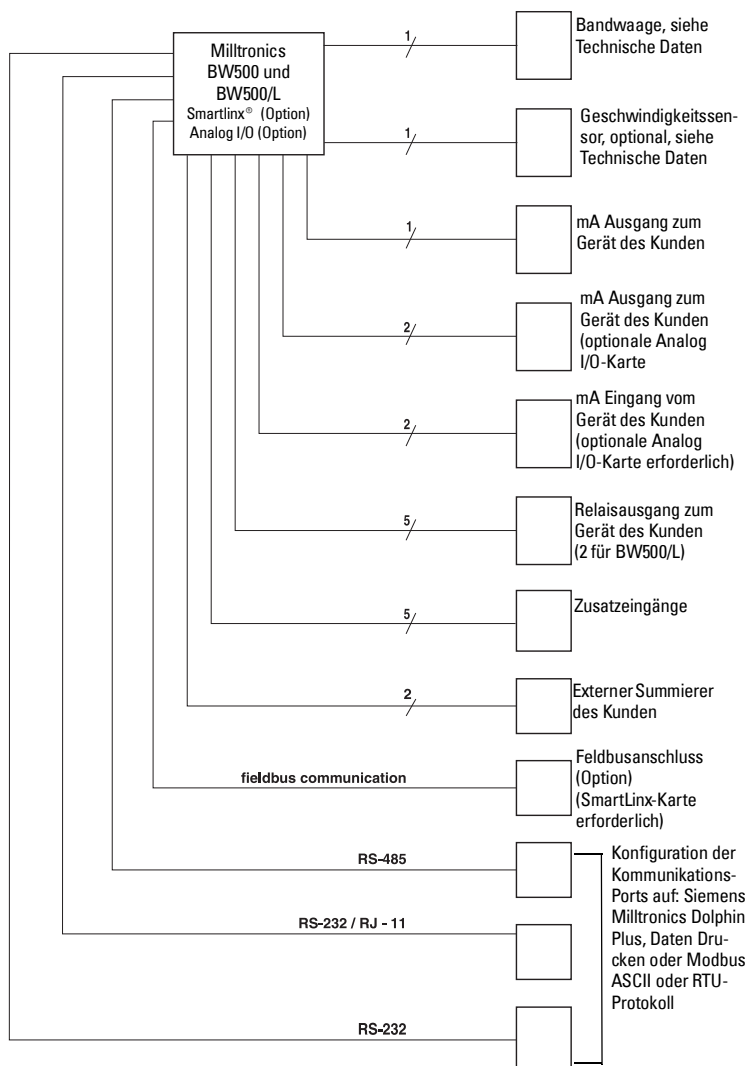 Milltronics
BW500 und
BW500/L
Smartlinx® (Option)
Analog I/O (Option)
1
Bandwaage, siehe
Technische Daten
1
Geschwindigkeitssen-
sor, optional, siehe
Technische Daten
1
mA Ausgang zum
Gerät des Kunden
2
mA Ausgang zum
Gerät des Kunden
(optionale Analog
I/O-Karte
2
mA Eingang vom
Gerät des Kunden
(optionale Analog
I/O-Karte erforderlich)
5
Relaisausgang zum
Gerät des Kunden
(2 für BW500/L)
5
Zusatzeingänge
2
Externer Summierer
des Kunden
fieldbus communication
Feldbusanschluss
(Option)
(SmartLinx-Karte
erforderlich)
RS-485
RS-232 / RJ - 11
RS-232
Konfiguration der
Kommunikations-
Ports auf: Siemens
Milltronics Dolphin
Plus, Daten Dru-
cken oder Modbus
ASCII oder RTU-
Protokoll